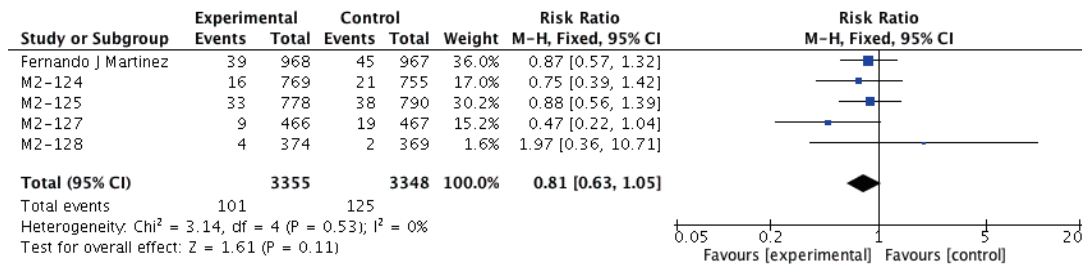 Experimental Control Risk Ratio Risk Ratio
Study or Subgroup Events Total Events Total Weight M-H, Fixed, 95% CI M-H, Fixed, 95% CI
Fernando J Martinez 39 968 45 967 36.0% 0.87 [0.57, 1.32]
M2-124 16 769 21 755 17.0% 0.75 [0.39, 1.42]
M2-125 33 778 38 790 30.2% 0.88 [0.56, 1.39]
M2-127 9 466 19 467 15.2% 0.47 [0.22, 1.04]
M2-128 4 374 2 369 1.6% 1.97 [0.36, 10.71]
Total (95% CI) 3355 3348 100.0% 0.81 [0.63, 1.05]
Total events 101 125
Heterogeneity: Chi² = 3.14, df = 4 (P = 0.53); I² = 0%
Test for overall effect: Z = 1.61 (P = 0.11)
0.05 0.2 1 5 20
Favours [experimental] Favours [control]